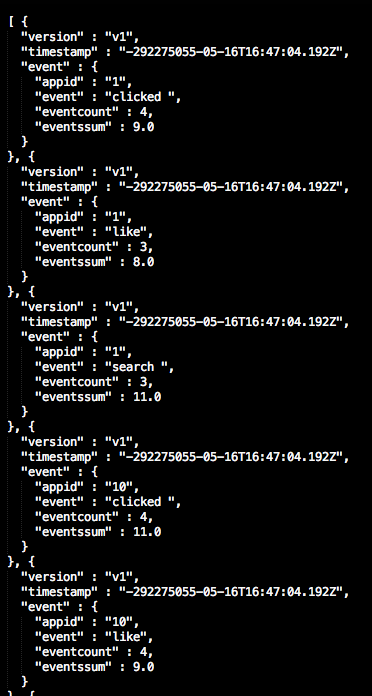 [ {
  "version" : "v1",
  "timestamp" : "-292275055-05-16T16:47:04.192Z",
  "event" : {
    "appid" : "1",
    "event" : "clicked ",
    "eventcount" : 4,
    "eventssum" : 9.0
  }
}, {
  "version" : "v1",
  "timestamp" : "-292275055-05-16T16:47:04.192Z",
  "event" : {
    "appid" : "1",
    "event" : "like",
    "eventcount" : 3,
    "eventssum" : 8.0
  }
}, {
  "version" : "v1",
  "timestamp" : "-292275055-05-16T16:47:04.192Z",
  "event" : {
    "appid" : "1",
    "event" : "search ",
    "eventcount" : 3,
    "eventssum" : 11.0
  }
}, {
  "version" : "v1",
  "timestamp" : "-292275055-05-16T16:47:04.192Z",
  "event" : {
    "appid" : "10",
    "event" : "clicked ",
    "eventcount" : 4,
    "eventssum" : 11.0
  }
}, {
  "version" : "v1",
  "timestamp" : "-292275055-05-16T16:47:04.192Z",
  "event" : {
    "appid" : "10",
    "event" : "like",
    "eventcount" : 4,
    "eventssum" : 9.0
  }
}, {